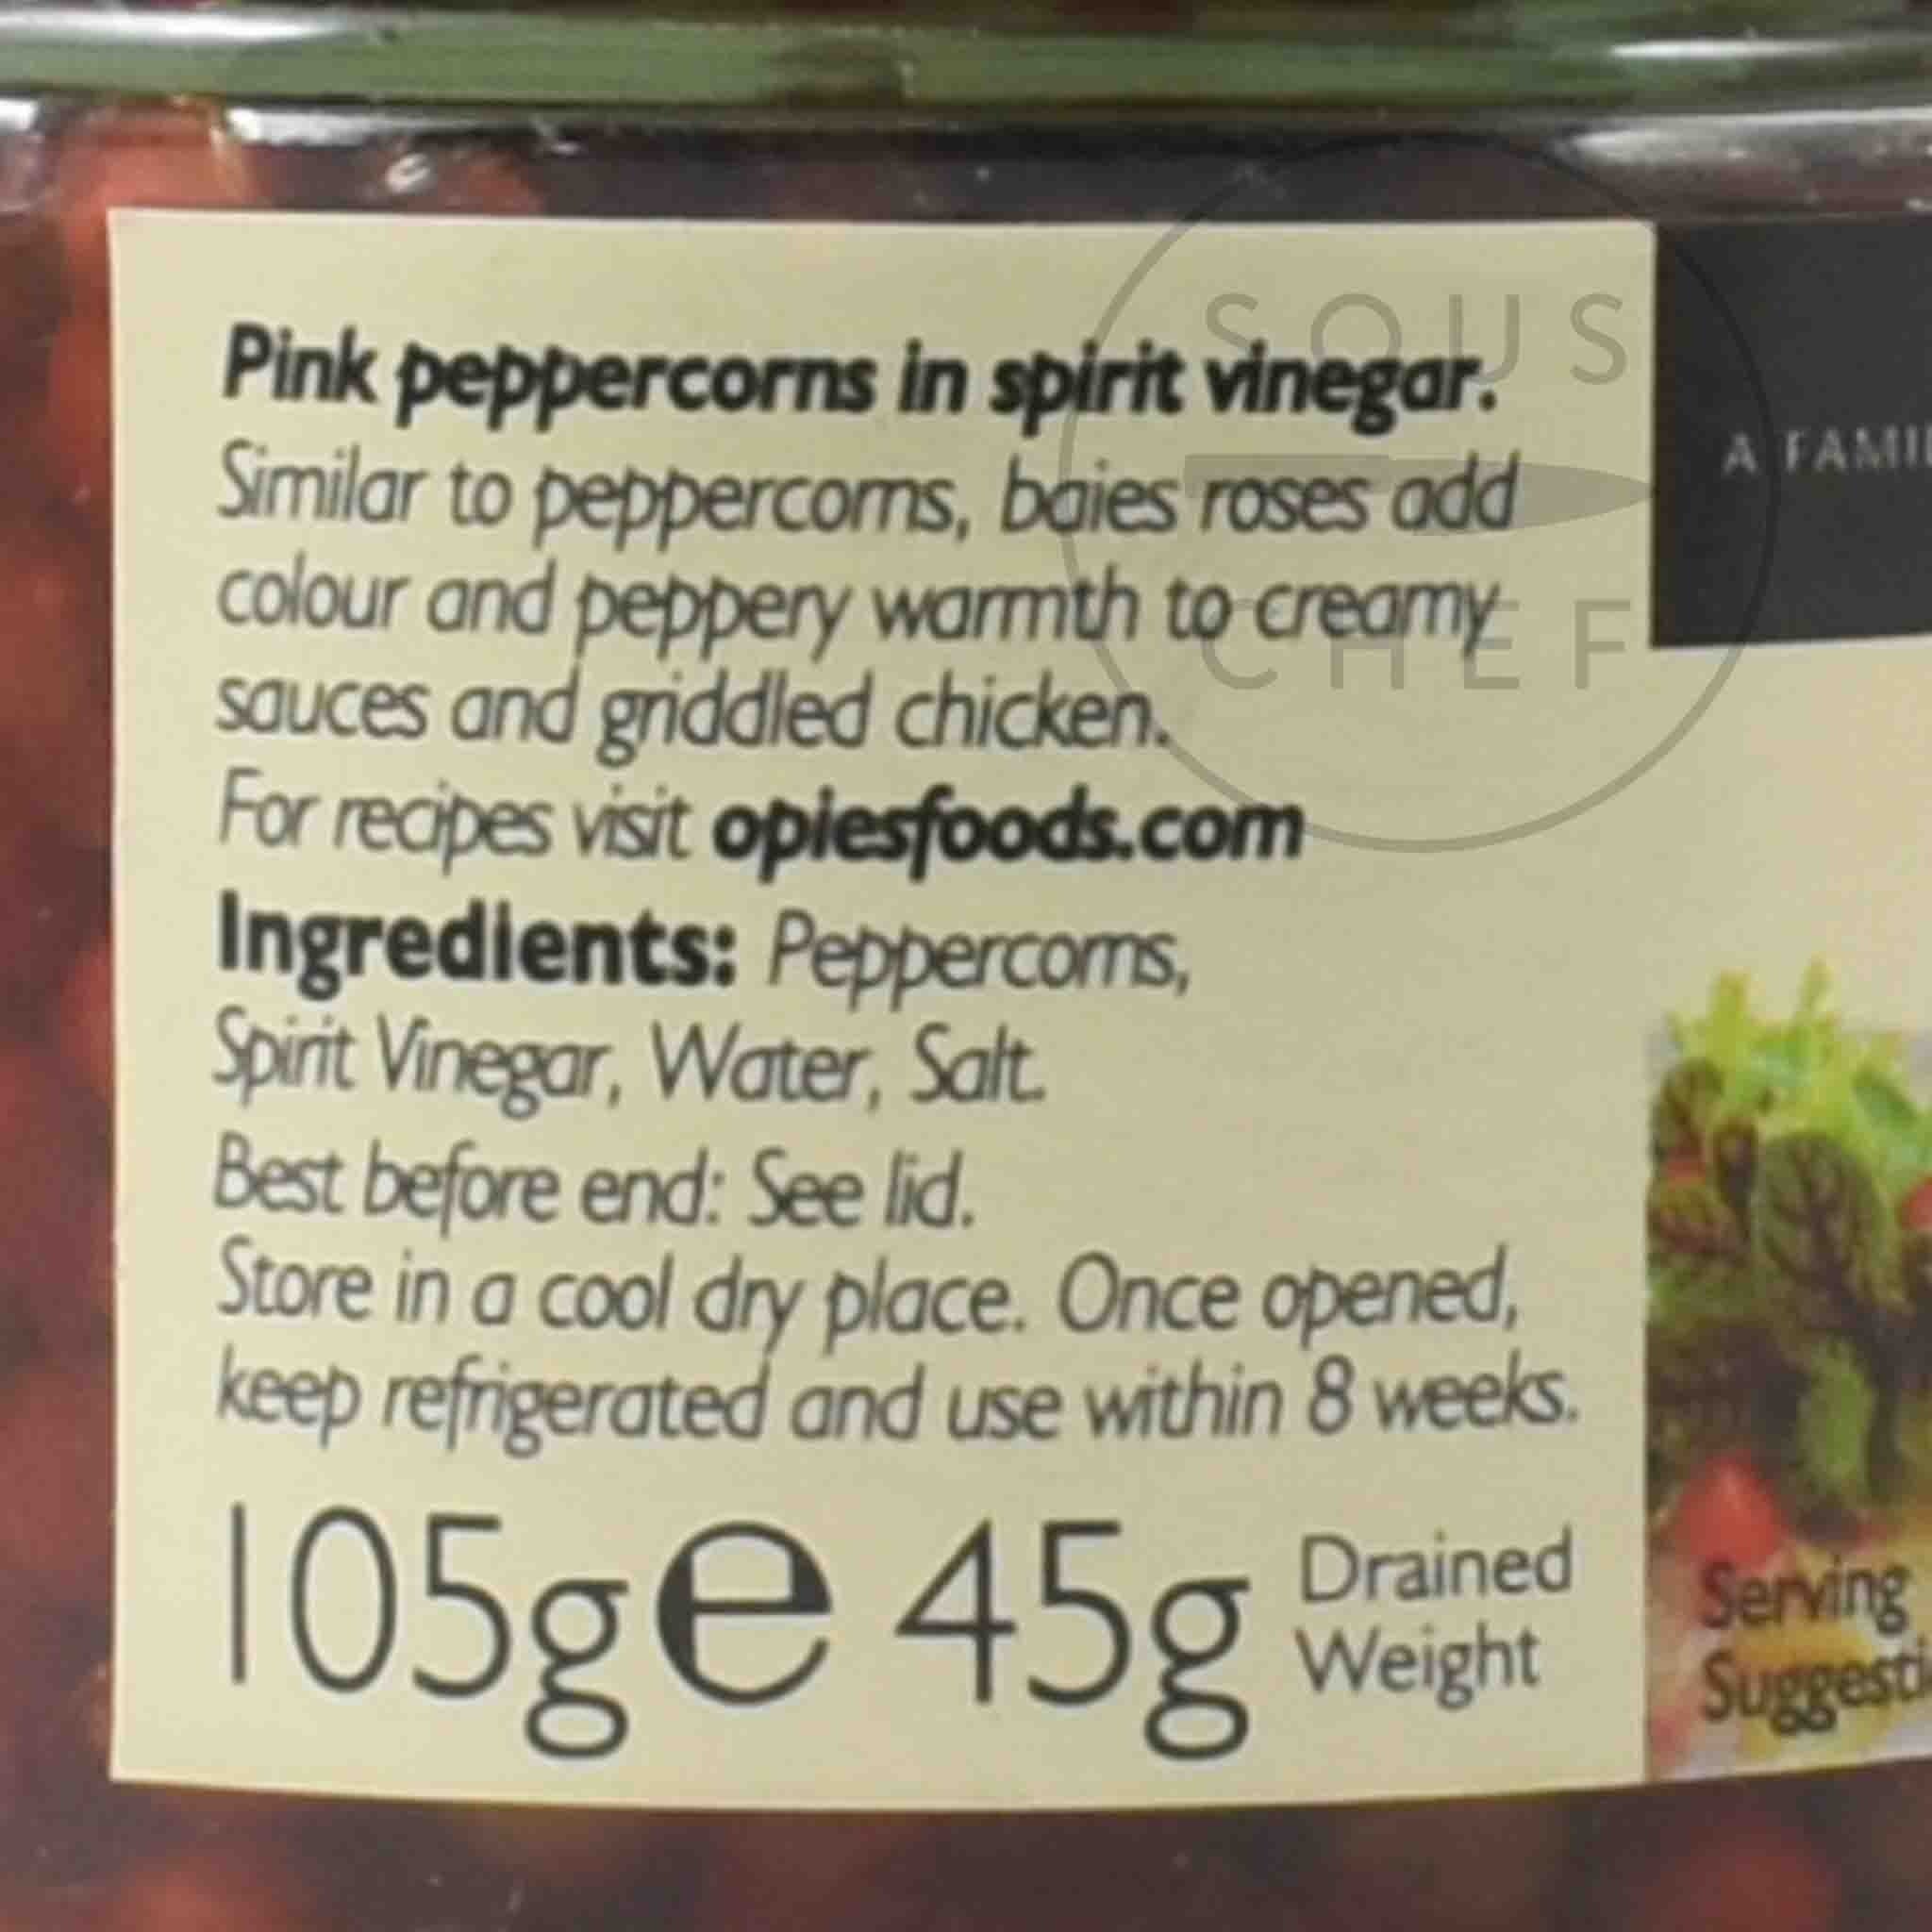 Pink peppercorns in spirit vinegar.
Similar to peppercorns, baies roses add
colour and peppery warmth to creamy
sauces and griddled chicken.
For recipes visit opiesfoods.com
Ingredients: Peppercorns,
Spirit Vinegar, Water, Salt.
Best before end: See lid.
Store in a cool dry place. Once opened,
keep refrigerated and use within 8 weeks.
105g e 45g Drained
Weight
SOUS
CHEF
A FAMIL
Serving
Suggesti